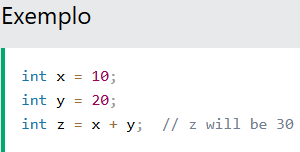 Exemplo
int x = 10;
int y = 20;
int z = x + y;  // z will be 30